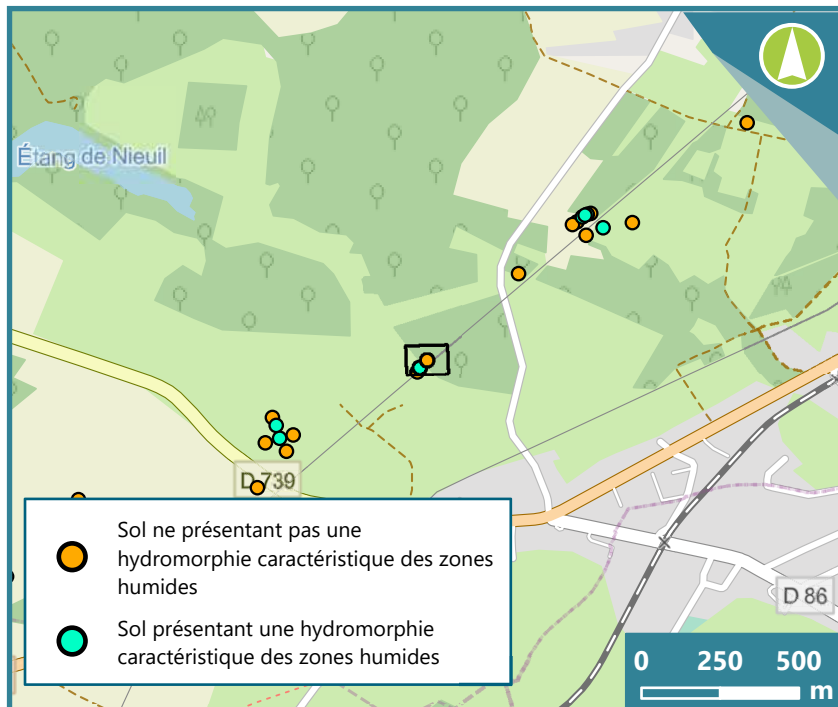 Étang de Nieuil
D 739
Sol ne présentant pas une
hydromorphie caractéristique des zones
humides
Sol présentant une hydromorphie
caractéristique des zones humides
D 86
0 250 500
m